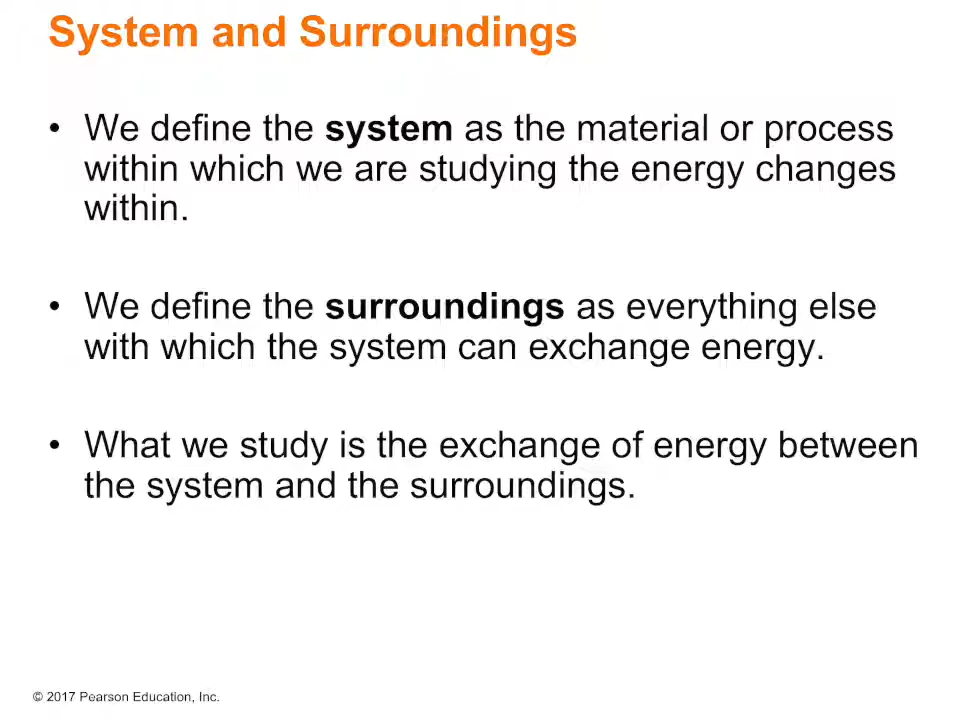 System and Surroundings
• We define the system as the material or process
within which we are studying the energy changes
within.
• We define the surroundings as everything else
with which the system can exchange energy.
• What we study is the exchange of energy between
the system and the surroundings.
© 2017 Pearson Education, Inc.